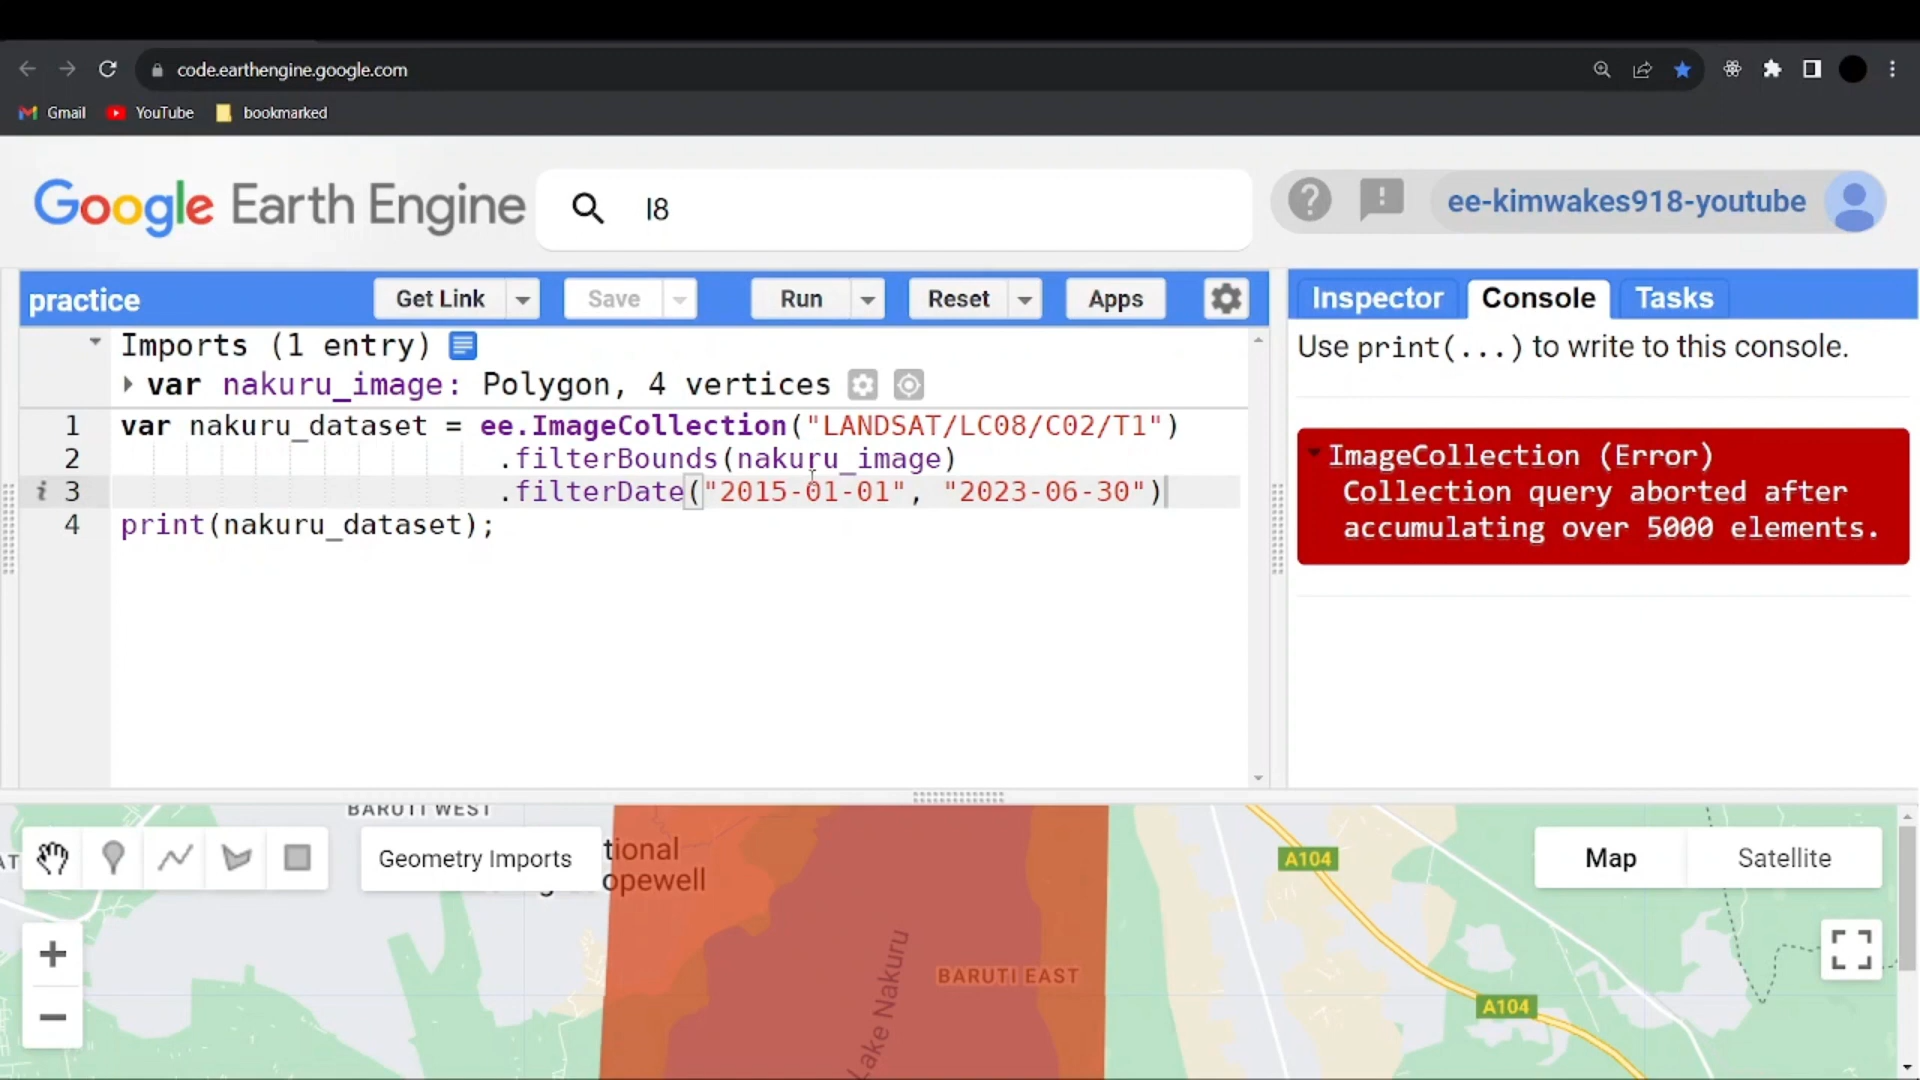 code.earthengine.google.com
Gmail YouTube bookmarked
Google Earth Engine
l8
ee-kimwakes918-youtube
practice
Get Link
Save
Run
Reset
Apps
Inspector
Console
Tasks
Imports (1 entry)
var nakuru_image: Polygon, 4 vertices
1 var nakuru_dataset = ee.ImageCollection("LANDSAT/LC08/C02/T1")
2 .filterBounds(nakuru_image)
i 3 .filterDate("2015-01-01", "2023-06-30")
4 print(nakuru_dataset);
Use print(...) to write to this console.
ImageCollection (Error)
Collection query aborted after
accumulating over 5000 elements.
BARUTI WEST
Geometry Imports
tional
opewell
A104
Map
Satellite
Lake Nakuru
BARUTI EAST
A104